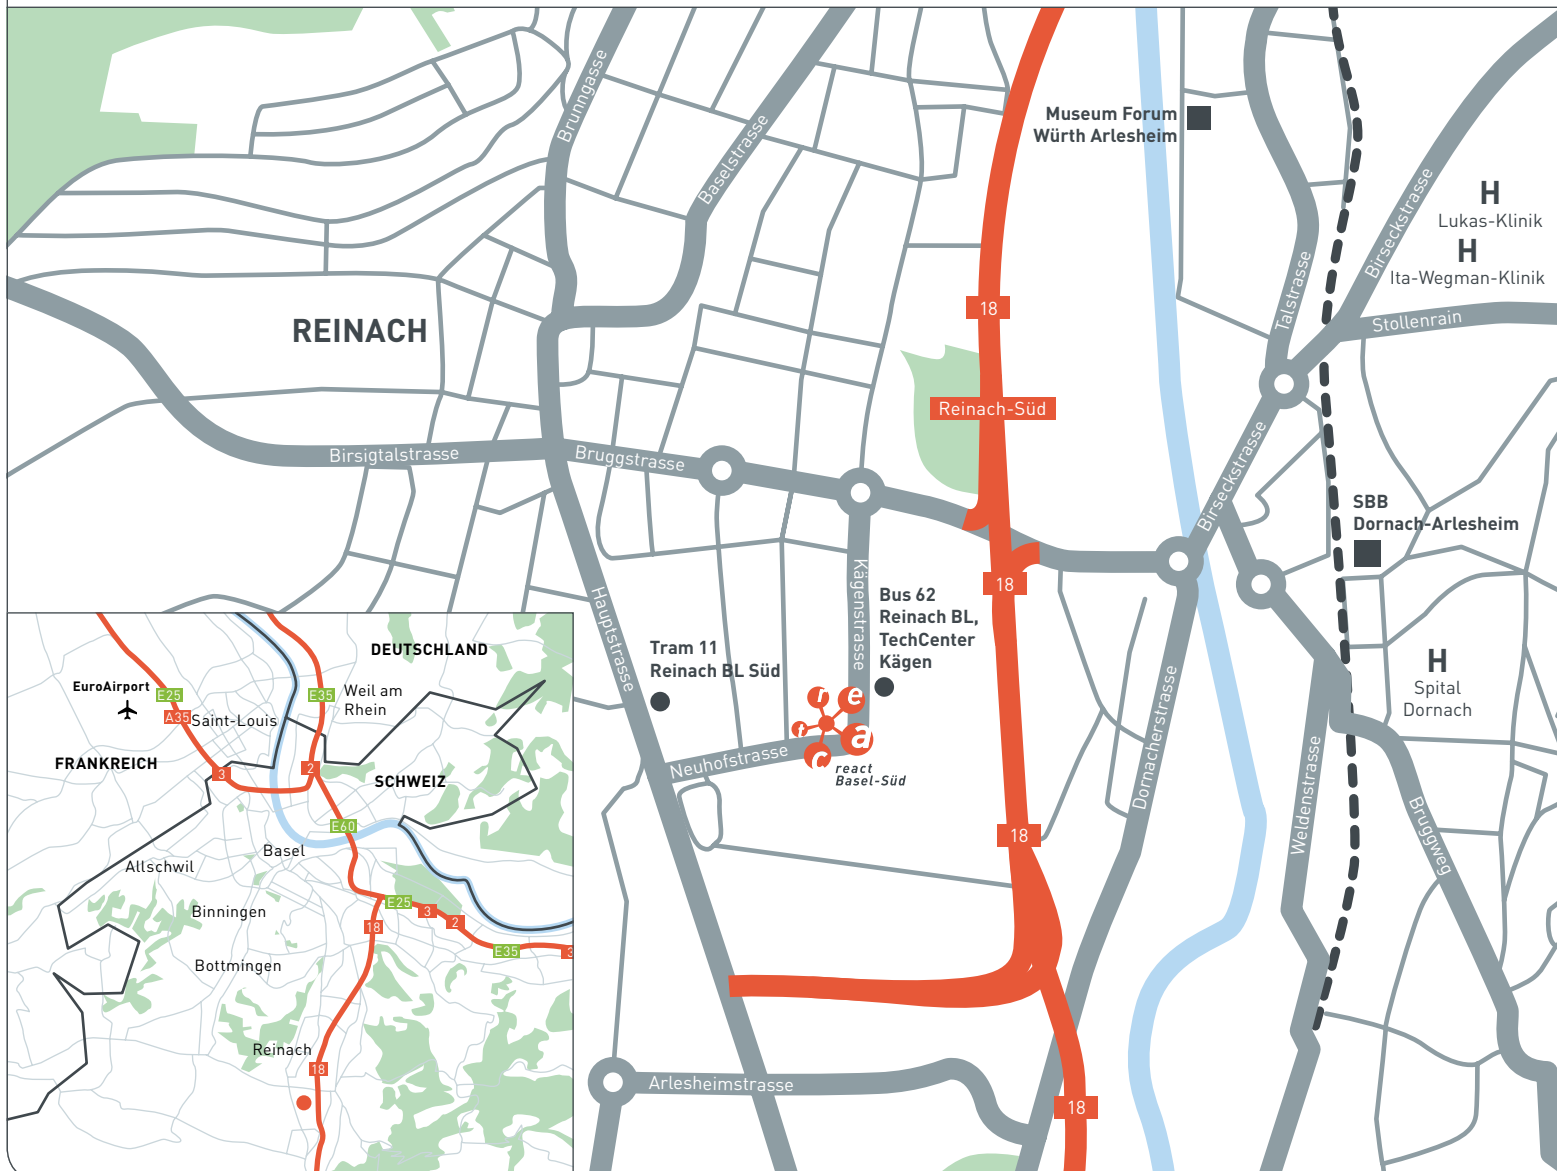 Brunngasse
Baselstrasse
Museum Forum
Würth Arlesheim
Birseckstrasse
H
Lukas-Klinik
H
Ita-Wegman-Klinik
Talstrasse
Stollenrain
18
REINACH
Reinach-Süd
Birsigtalstrasse
Bruggstrasse
Birseckstrasse
SBB
Dornach-Arlesheim
Kägenstrasse
18
Hauptstrasse
Bus 62
Reinach BL,
TechCenter
Kägen
Tram 11
Reinach BL Süd
H
Spital
Dornach
Dornacherstrasse
r
e
a
c
t
react
Basel-Süd
Neuhofstrasse
Weldenstrasse
Bruggweg
18
Arlesheimstrasse
18
DEUTSCHLAND
EuroAirport
E25
A35
Saint-Louis
E35
Weil am
Rhein
FRANKREICH
3
2
SCHWEIZ
E60
Basel
Allschwil
E25
3
2
Binningen
18
E35
3
Bottmingen
Reinach
18